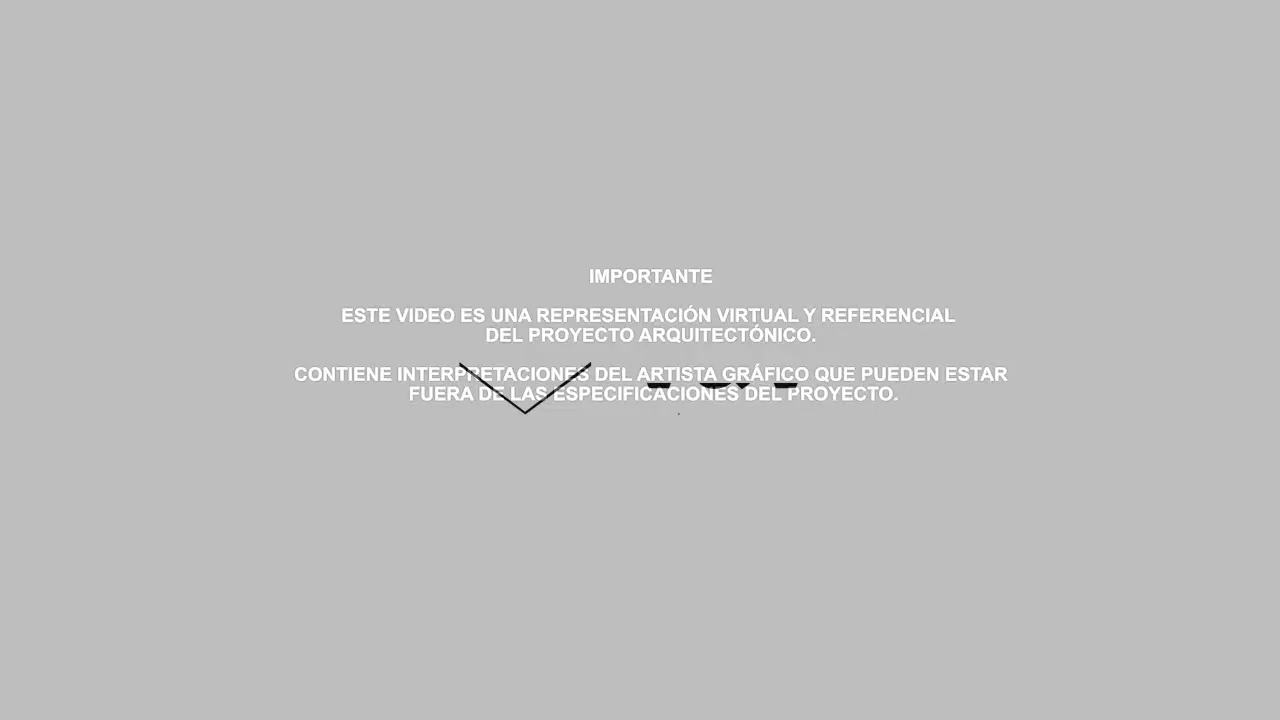 IMPORTANTE
ESTE VIDEO ES UNA REPRESENTACIÓN VIRTUAL Y REFERENCIAL
DEL PROYECTO ARQUITECTÓNICO.
CONTIENE INTERPRETACIONES DEL ARTISTA GRÁFICO QUE PUEDEN ESTAR
FUERA DE LAS ESPECIFICACIONES DEL PROYECTO.